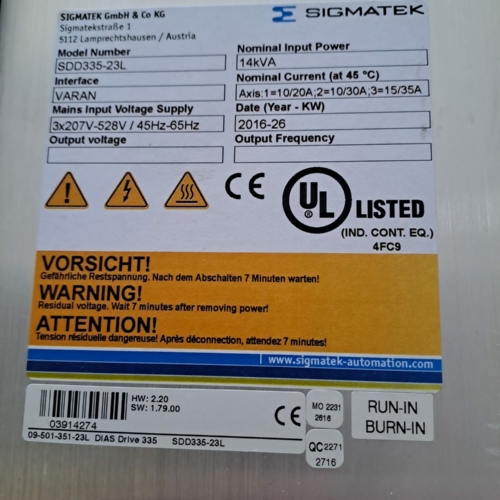 SIGMATEK GmbH & Co KG
Sigmatekstraße 1
5112 Lamprechtshausen / Austria
SIGMATEK
Model Number
SDD335-23L
Nominal Input Power
14kVA
Interface
VARAN
Nominal Current (at 45 °C)
Axis:1=10/20A;2=10/30A;3=15/35A
Mains Input Voltage Supply
3x207V-528V / 45Hz-65Hz
Date (Year - KW)
2016-26
Output voltage
Output Frequency
CE
UL
®
LISTED
(IND. CONT. EQ.)
4FC9
VORSICHT!
Gefährliche Restspannung. Nach dem Abschalten 7 Minuten warten!
WARNING!
Residual voltage. Wait 7 minutes after removing power!
ATTENTION!
Tension résiduelle dangereuse! Après déconnection, attendez 7 minutes!
www.sigmatek-automation.com
HW: 2.20
SW: 1.79.00
03914274
CE
09-501-351-23L DIAS Drive 335 SDD335-23L
MO 2231
2616
QC2271
2716
RUN-IN
BURN-IN